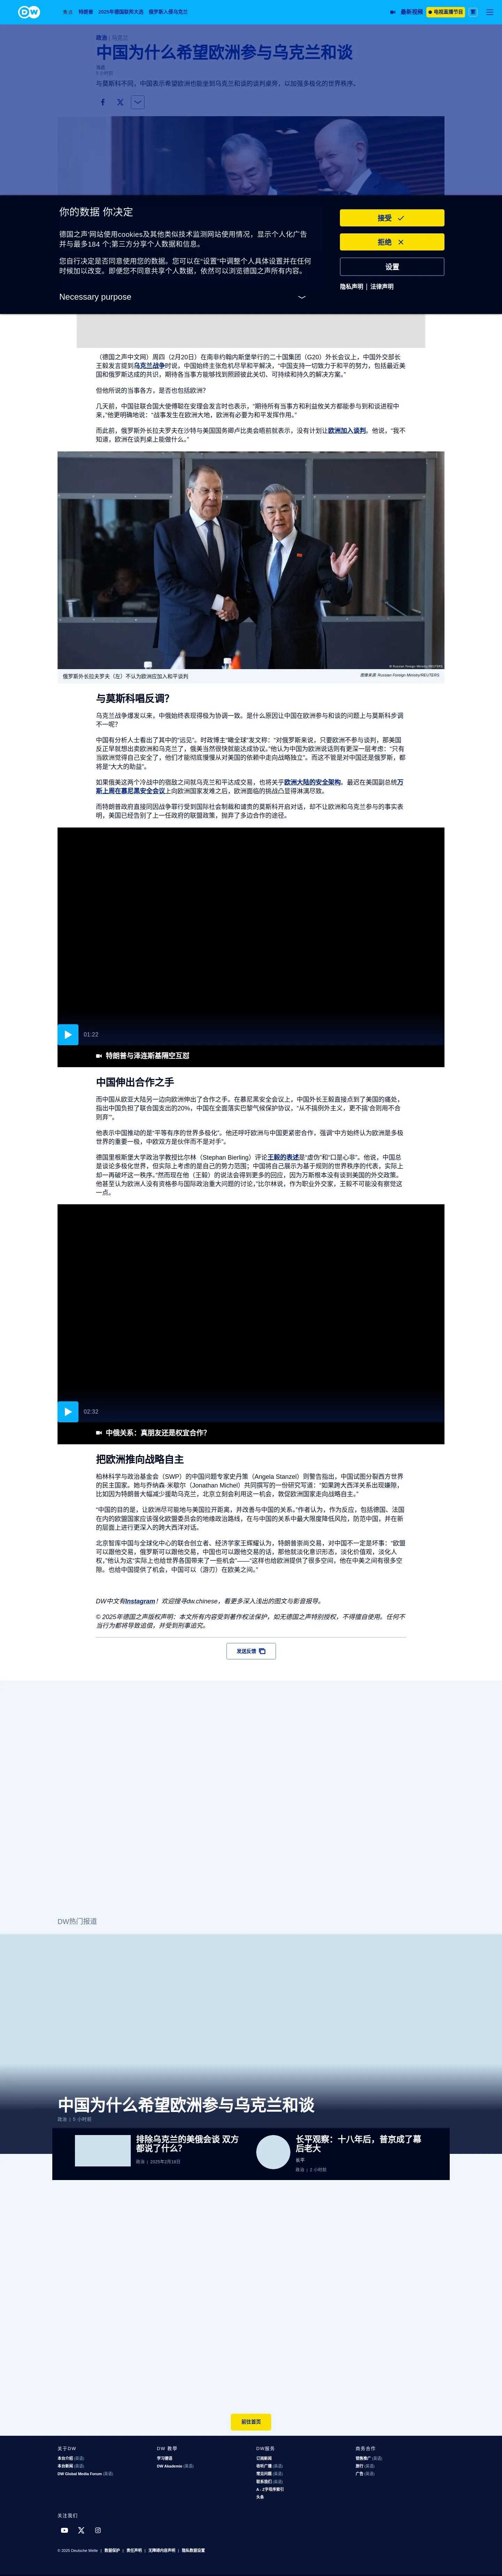 DW
焦点 特朗普 2025年德国联邦大选 俄罗斯入侵乌克兰
最新视频
电视直播节目
繁
政治 | 乌克兰
中国为什么希望欧洲参与乌克兰和谈
与莫斯科不同，中国表示希望欧洲也能坐到乌克兰和谈的谈判桌旁，以加强多极化的世界秩序。
你的数据 你决定
德国之声'网站使用cookies及其他类似技术监测网站使用情况，显示个人化广告
并与最多184 个;第三方分享个人数据和信息。
您自行决定是否同意使用您的数据。您可以在“设置”中调整个人具体设置并在任何
时候加以改变。即便您不同意共享个人数据，依然可以浏览德国之声所有内容。
Necessary purpose
接受
拒绝
设置
隐私声明 | 法律声明
（德国之声中文网）周四（2月20日）在南非约翰内斯堡举行的二十国集团（G20）外长会议上，中国外交部长
王毅发言提到乌克兰战争时说，中国始终主张危机尽早和平解决，“中国支持一切致力于和平的努力，包括最近美
国和俄罗斯达成的共识，期待各当事方能够找到照顾彼此关切、可持续和持久的解决方案。”
但他所说的当事各方，是否也包括欧洲？
几天前，中国驻联合国大使傅聪在安理会发言时也表示，“期待所有当事方和利益攸关方都能参与到和谈进程中
来，”他更明确地说：“战事发生在欧洲大地，欧洲有必要为和平发挥作用。”
而此前，俄罗斯外长拉夫罗夫在沙特与美国国务卿卢比奥会晤前就表示，没有计划让欧洲加入谈判。他说，“我不
知道，欧洲在谈判桌上能做什么。”
© Russian Foreign Ministry/REUTERS
俄罗斯外长拉夫罗夫（左）不认为欧洲应加入和平谈判
图像来源: Russian Foreign Ministry/REUTERS
与莫斯科唱反调？
乌克兰战争爆发以来，中俄始终表现得极为协调一致。是什么原因让中国在欧洲参与和谈的问题上与莫斯科步调
不一呢？
中国有分析人士看出了其中的“远见”。时政博主“瞰全球”发文称：“对俄罗斯来说，只要欧洲不参与谈判，那美国
反正早就想出卖欧洲和乌克兰了，俄美当然很快就能达成协议。”他认为中国为欧洲说话则有更深一层考虑：“只有
当欧洲觉得自己安全了，他们才能彻底慢慢从对美国的依赖中走向战略独立”。而这不管是对中国还是俄罗斯，都
将是“大大的助益”。
如果俄美这两个冷战中的宿敌之间就乌克兰和平达成交易，也将关乎欧洲大陆的安全架构。最近在美国副总统万
斯上周在慕尼黑安全会议上向欧洲国家发难之后，欧洲面临的挑战凸显得淋漓尽致。
而特朗普政府直接同因战争罪行受到国际社会制裁和谴责的莫斯科开启对话，却不让欧洲和乌克兰参与的事实表
明，美国已经告别了上一任政府的联盟政策，抛弃了多边合作的途径。
01:22
特朗普与泽连斯基隔空互怼
中国伸出合作之手
而中国从欧亚大陆另一边向欧洲伸出了合作之手。在慕尼黑安全会议上，中国外长王毅直接点到了美国的痛处，
指出中国负担了联合国支出的20%，中国在全面落实巴黎气候保护协议，“从不搞例外主义，更不搞‘合则用不合
则弃’”。
他表示中国推动的是“平等有序的世界多极化”。他还呼吁欧洲与中国更紧密合作，强调“中方始终认为欧洲是多极
世界的重要一极，中欧双方是伙伴而不是对手”。
德国里根斯堡大学政治学教授比尔林（Stephan Bierling）评论王毅的表述是“虚伪”和“口是心非”。他说，中国总
是谈论多极化世界，但实际上考虑的是自己的势力范围；中国将自己展示为基于规则的世界秩序的代表，实际上
却一再破坏这一秩序。“然而现在他（王毅）的说法会得到历史上更多的回应，因为万斯根本没有谈到美国的外交政策。
他甚至认为欧洲人没有资格参与国际政治重大问题的讨论，”比尔林说，作为职业外交家，王毅不可能没有察觉这
一点。
02:32
中俄关系：真朋友还是权宜合作？
把欧洲推向战略自主
柏林科学与政治基金会（SWP）的中国问题专家史丹策（Angela Stanzel）则警告指出，中国试图分裂西方世界
的民主国家。她与乔纳森·米歇尔（Jonathan Michel）共同撰写的一份研究写道：“如果跨大西洋关系出现嫌隙，
比如因为特朗普大幅减少援助乌克兰，北京立刻会利用这一机会，敦促欧洲国家走向战略自主。”
“中国的目的是，让欧洲尽可能地与美国拉开距离，并改善与中国的关系。”作者认为，作为反应，包括德国、法国
在内的欧盟国家应该强化欧盟委员会的地缘政治路线，在与中国的关系中最大限度降低风险，防范中国，并在新
的层面上进行更深入的跨大西洋对话。
北京智库中国与全球化中心的联合创立者、经济学家王辉耀认为，特朗普崇尚交易，对中国不一定是坏事：“欧盟
可以跟他交易，俄罗斯可以跟他交易，中国也可以跟他交易的话，那他就淡化意识形态，淡化价值观，淡化人
权，”他认为这“实际上也给世界各国带来了一些机会”——“这样也给欧洲提供了很多空间，他在中美之间有很多空
隙，也给中国提供了机会，中国可以（游刃）在欧美之间。”
DW中文有Instagram！欢迎搜寻dw.chinese，看更多深入浅出的图文与影音报导。
© 2025年德国之声版权声明：本文所有内容受到著作权法保护，如无德国之声特别授权，不得擅自使用。任何不
当行为都将导致追偿，并受到刑事追究。
发送反馈
DW热门报道
中国为什么希望欧洲参与乌克兰和谈
政治 | 5 小时前
排除乌克兰的美俄会谈 双方
都说了什么？
政治 | 2025年2月18日
长平观察：十八年后，普京成了幕
后老大
长平
政治 | 2 小时前
前往首页
关于DW
本台介绍 (英语)
本台新闻 (英语)
DW Global Media Forum (英语)
DW 教學
学习德语
DW Akademie (英语)
DW服务
订阅新闻
收听广播 (英语)
常见问题 (英语)
联系我们 (英语)
A - Z字母序索引
头条
商务合作
销售推广 (英语)
旅行 (英语)
广告 (英语)
关注我们
© 2025 Deutsche Welle | 数据保护 | 责任声明 | 无障碍内容声明 | 隐私数据设置